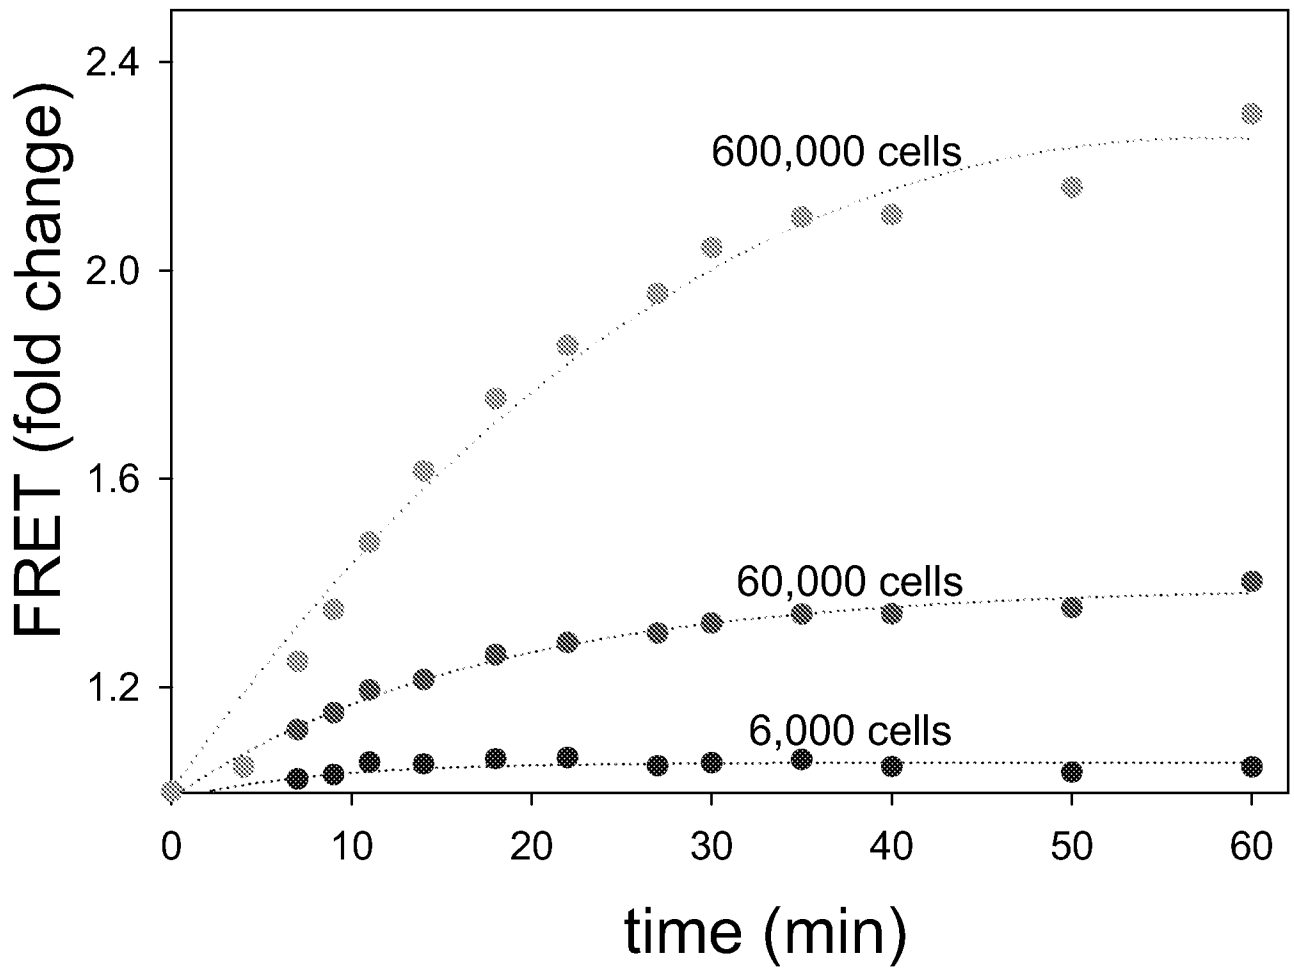 FRET (fold change)
2.4
2.0
1.6
1.2
600,000 cells
60,000 cells
6,000 cells
0 10 20 30 40 50 60
time (min)